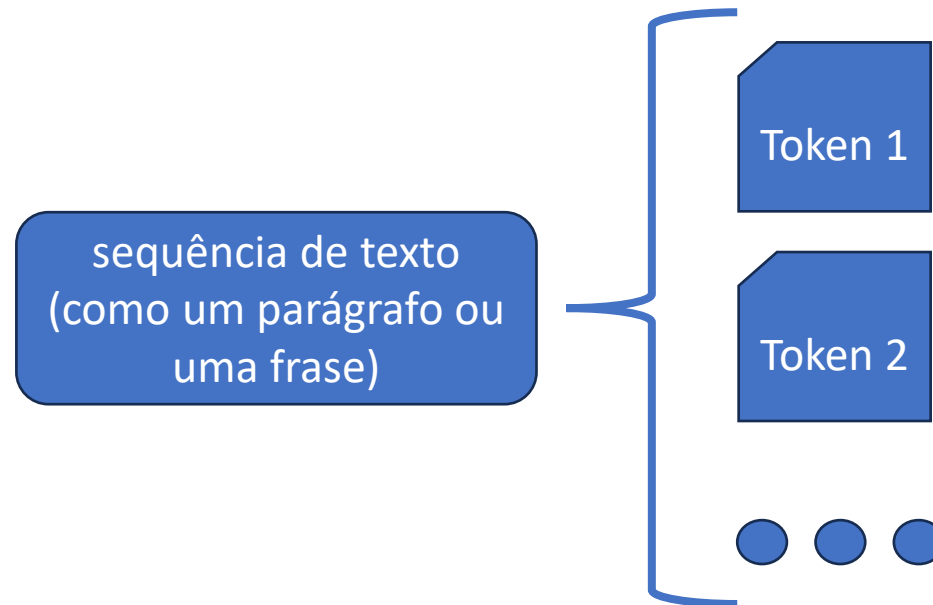 sequência de texto
(como um parágrafo ou
uma frase)
Token 1
Token 2